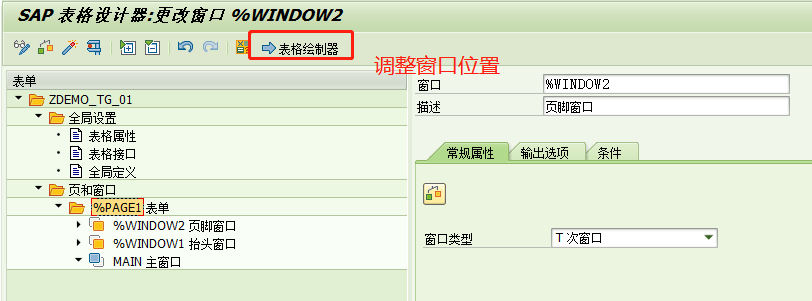 SAP 表格设计器:更改窗口 %WINDOW2
表格绘制器
调整窗口位置
表单
ZDEMO_TG_01
全局设置
表格属性
表格接口
全局定义
页和窗口
%PAGE1 表单
%WINDOW2 页脚窗口
%WINDOW1 抬头窗口
MAIN 主窗口
窗口 %WINDOW2
描述 页脚窗口
常规属性 输出选项 条件
窗口类型 T 次窗口